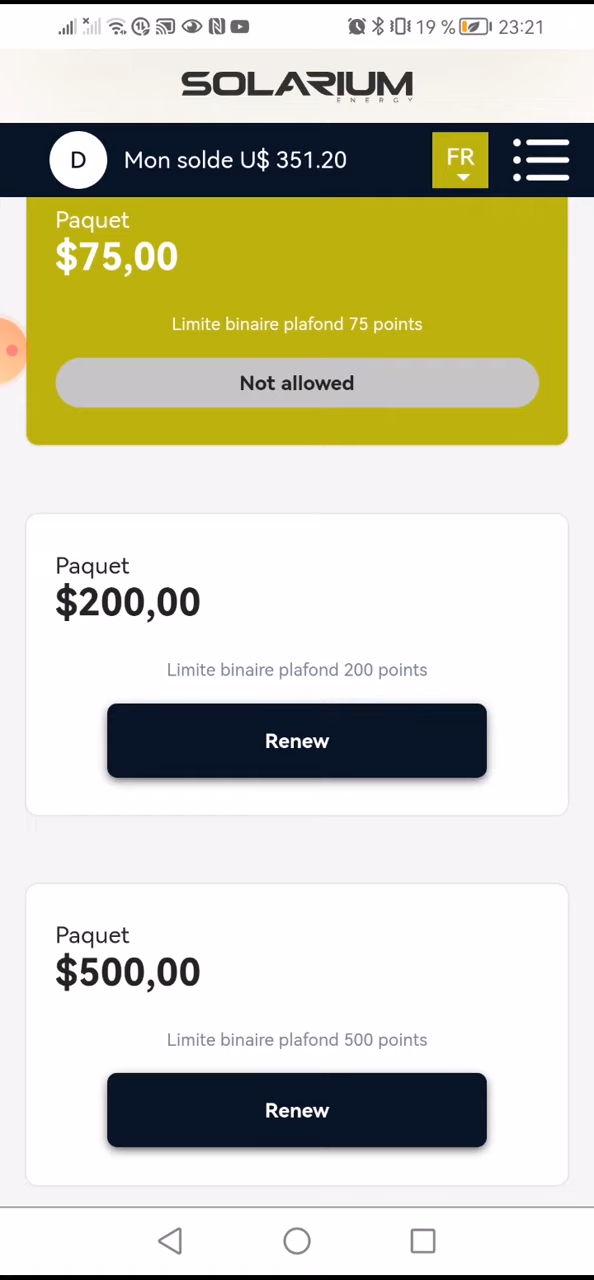 19 % 23:21
SOLARIUM
ENERGY
D Mon solde U$ 351.20 FR
Paquet
$75,00
Limite binaire plafond 75 points
Not allowed
Paquet
$200,00
Limite binaire plafond 200 points
Renew
Paquet
$500,00
Limite binaire plafond 500 points
Renew